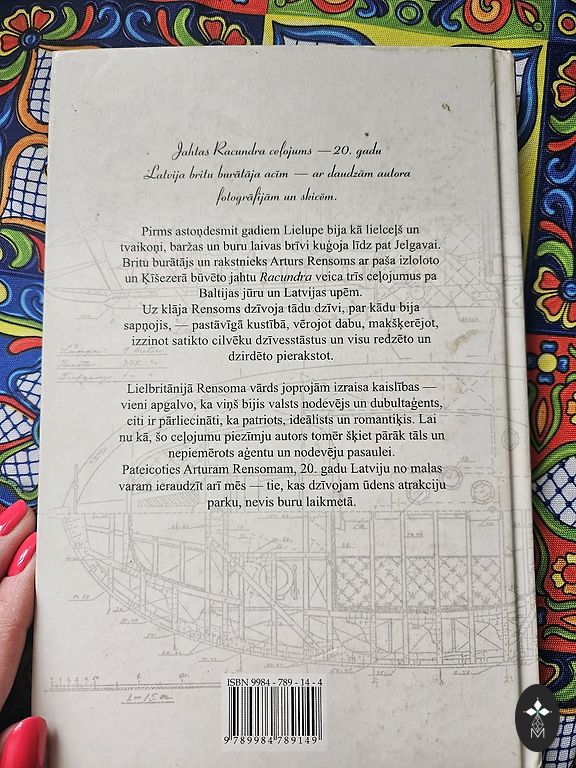 Jahtas Racundra ceļojums — 20. gadu
Latvija britu burātāja acīm — ar daudzām autora
fotogrāfijām un skicēm.
Pirms astoņdesmit gadiem Lielupe bija kā lielceļš un
tvaikoņi, baržas un buru laivas brīvi kuģoja līdz pat Jelgavai.
Britu burātājs un rakstnieks Arturs Rensoms ar paša izloloto
un Ķīšezerā būvēto jahtu Racundra veica trīs ceļojumus pa
Baltijas jūru un Latvijas upēm.
Uz klāja Rensoms dzīvoja tādu dzīvi, par kādu bija
sapņojis, — pastāvīgā kustībā, vērojot dabu, makšķerējot,
izzinot satikto cilvēku dzīvesstāstus un visu redzēto un
dzirdēto pierakstot.
Lielbritānijā Rensoma vārds joprojām izraisa kaislības —
vieni apgalvo, ka viņš bijis valsts nodevējs un dubultaģents,
citi ir pārliecināti, ka patriots, ideālists un romantiķis. Lai
nu kā, šo ceļojumu piezīmju autors tomēr šķiet pārāk tāls un
nepiemērots aģentu un nodevēju pasaulei.
Pateicoties Arturam Rensomam, 20. gadu Latviju no malas
varam ieraudzīt arī mēs — tie, kas dzīvojam ūdens atrakciju
parku, nevis buru laikmetā.
ISBN 9984 - 789 - 14 - 4
9 789984 789149
M